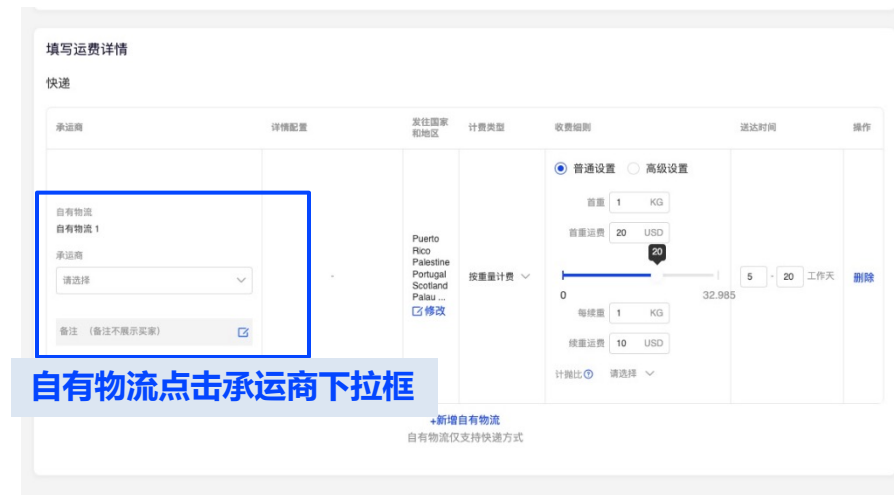 填写运费详情
快递
承运商
详情配置
发往国家
和地区
计费类型
收费细则
送达时间
操作
自有物流
自有物流 1
承运商
请选择
备注 （备注不展示买家）
-
Puerto
Rico
Palestine
Portugal
Scotland
Palau ...
修改
按重量计费
普通设置 高级设置
首重 1 KG
首重运费 20 USD
20
0 32.985
每续重 1 KG
续重运费 10 USD
计抛比 请选择
5 - 20 工作天
删除
自有物流点击承运商下拉框
+新增自有物流
自有物流仅支持快递方式